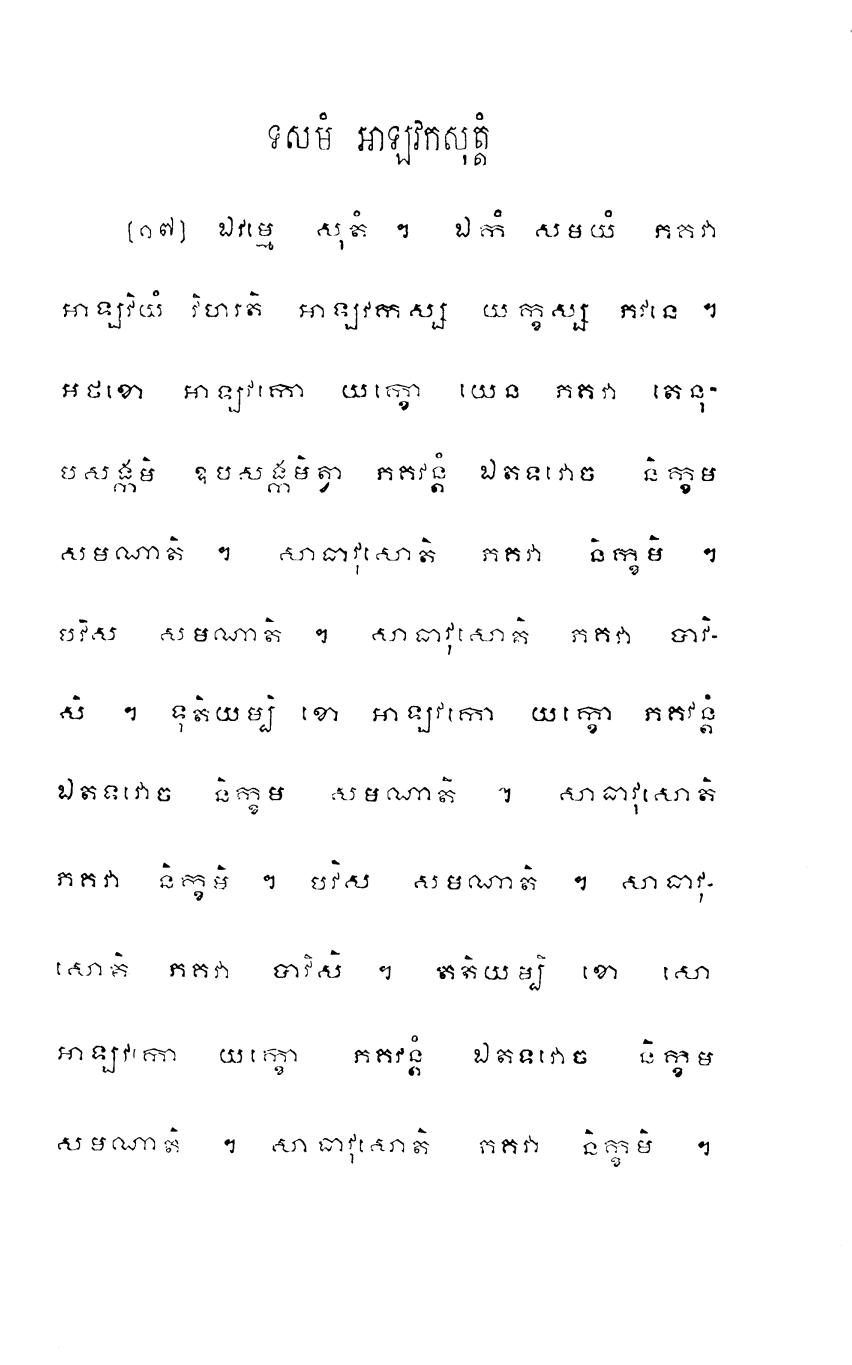 ទសមំ អាឡវកសុត្តំ
[១៧] ឯវម្មេ សុតំ ។ ឯកំ សមយំ ភគវា
អាឡវិយំ វិហរតិ អាឡវកស្ស យក្ខស្ស ភវនេ ។
អថខោ អាឡវកោ យក្ខោ យេន ភគវា តេនុ-
បសង្កមិ ឧបសង្កមិត្វា ភគវន្តំ ឯតទវោច និក្ខម
សមណាតិ ។ សាធាវុសោតិ ភគវា និក្ខមិ ។
បវិស សមណាតិ ។ សាធាវុសោតិ ភគវា បាវិ-
សិ ។ ទុតិយម្បិ ខោ អាឡវកោ យក្ខោ ភគវន្តំ
ឯតទវោច និក្ខម សមណាតិ ។ សាធាវុសោតិ
ភគវា និក្ខមិ ។ បវិស សមណាតិ ។ សាធាវុ-
សោតិ ភគវា បាវិសិ ។ តតិយម្បិ ខោ សោ
អាឡវកោ យក្ខោ ភគវន្តំ ឯតទវោច និក្ខម
សមណាតិ ។ សាធាវុសោតិ ភគវា និក្ខមិ ។